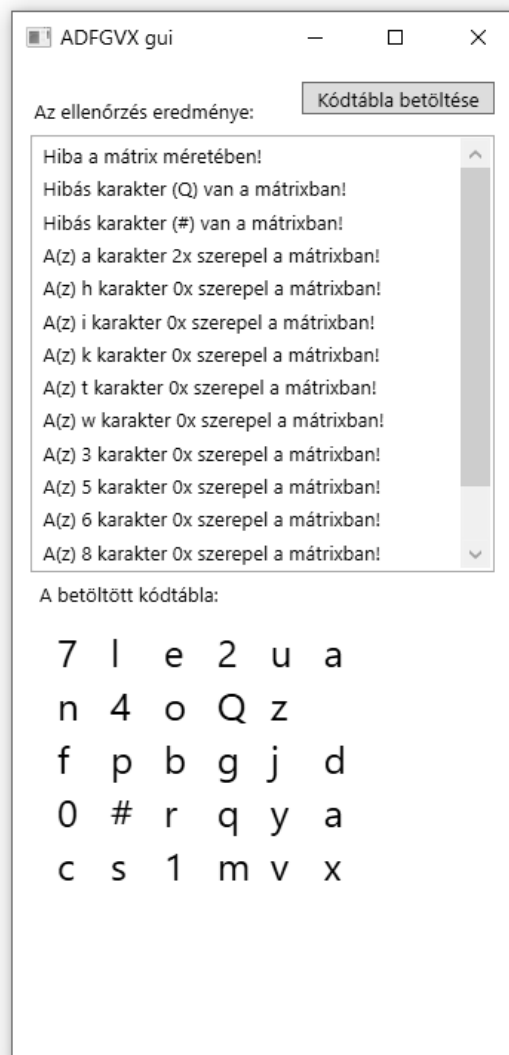 ADFGVX gui
Kódtábla betöltése
Az ellenőrzés eredménye:
Hiba a mátrix méretében!
Hibás karakter (Q) van a mátrixban!
Hibás karakter (#) van a mátrixban!
A(z) a karakter 2x szerepel a mátrixban!
A(z) h karakter 0x szerepel a mátrixban!
A(z) i karakter 0x szerepel a mátrixban!
A(z) k karakter 0x szerepel a mátrixban!
A(z) t karakter 0x szerepel a mátrixban!
A(z) w karakter 0x szerepel a mátrixban!
A(z) 3 karakter 0x szerepel a mátrixban!
A(z) 5 karakter 0x szerepel a mátrixban!
A(z) 6 karakter 0x szerepel a mátrixban!
A(z) 8 karakter 0x szerepel a mátrixban!
A betöltött kódtábla:
7 l e 2 u a
n 4 o Q z
f p b g j d
0 # r q y a
c s 1 m v x